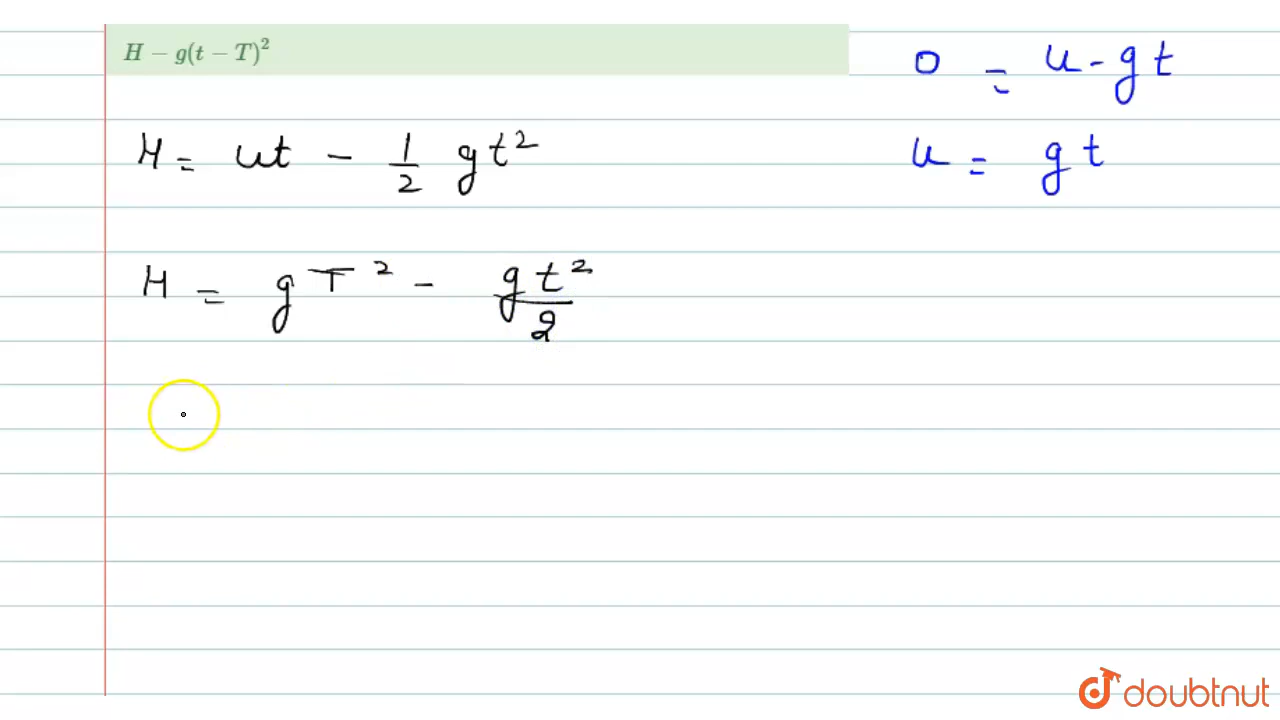 H − g(t − T)²
0 = u - gt
H = ut - 1/2 gt²
u = gt
H = gT² - gt²/2
doubtnut